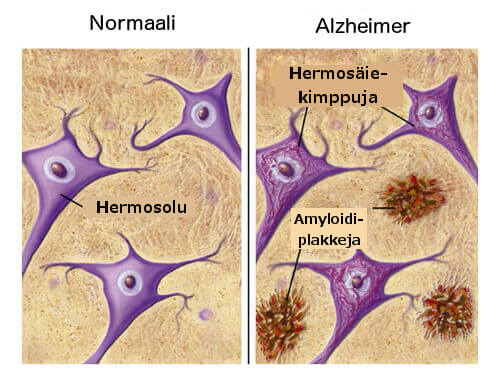 Normaali
Alzheimer
Hermosäie-
kimppuja
Hermosolu
Amyloidi-
plakkeja